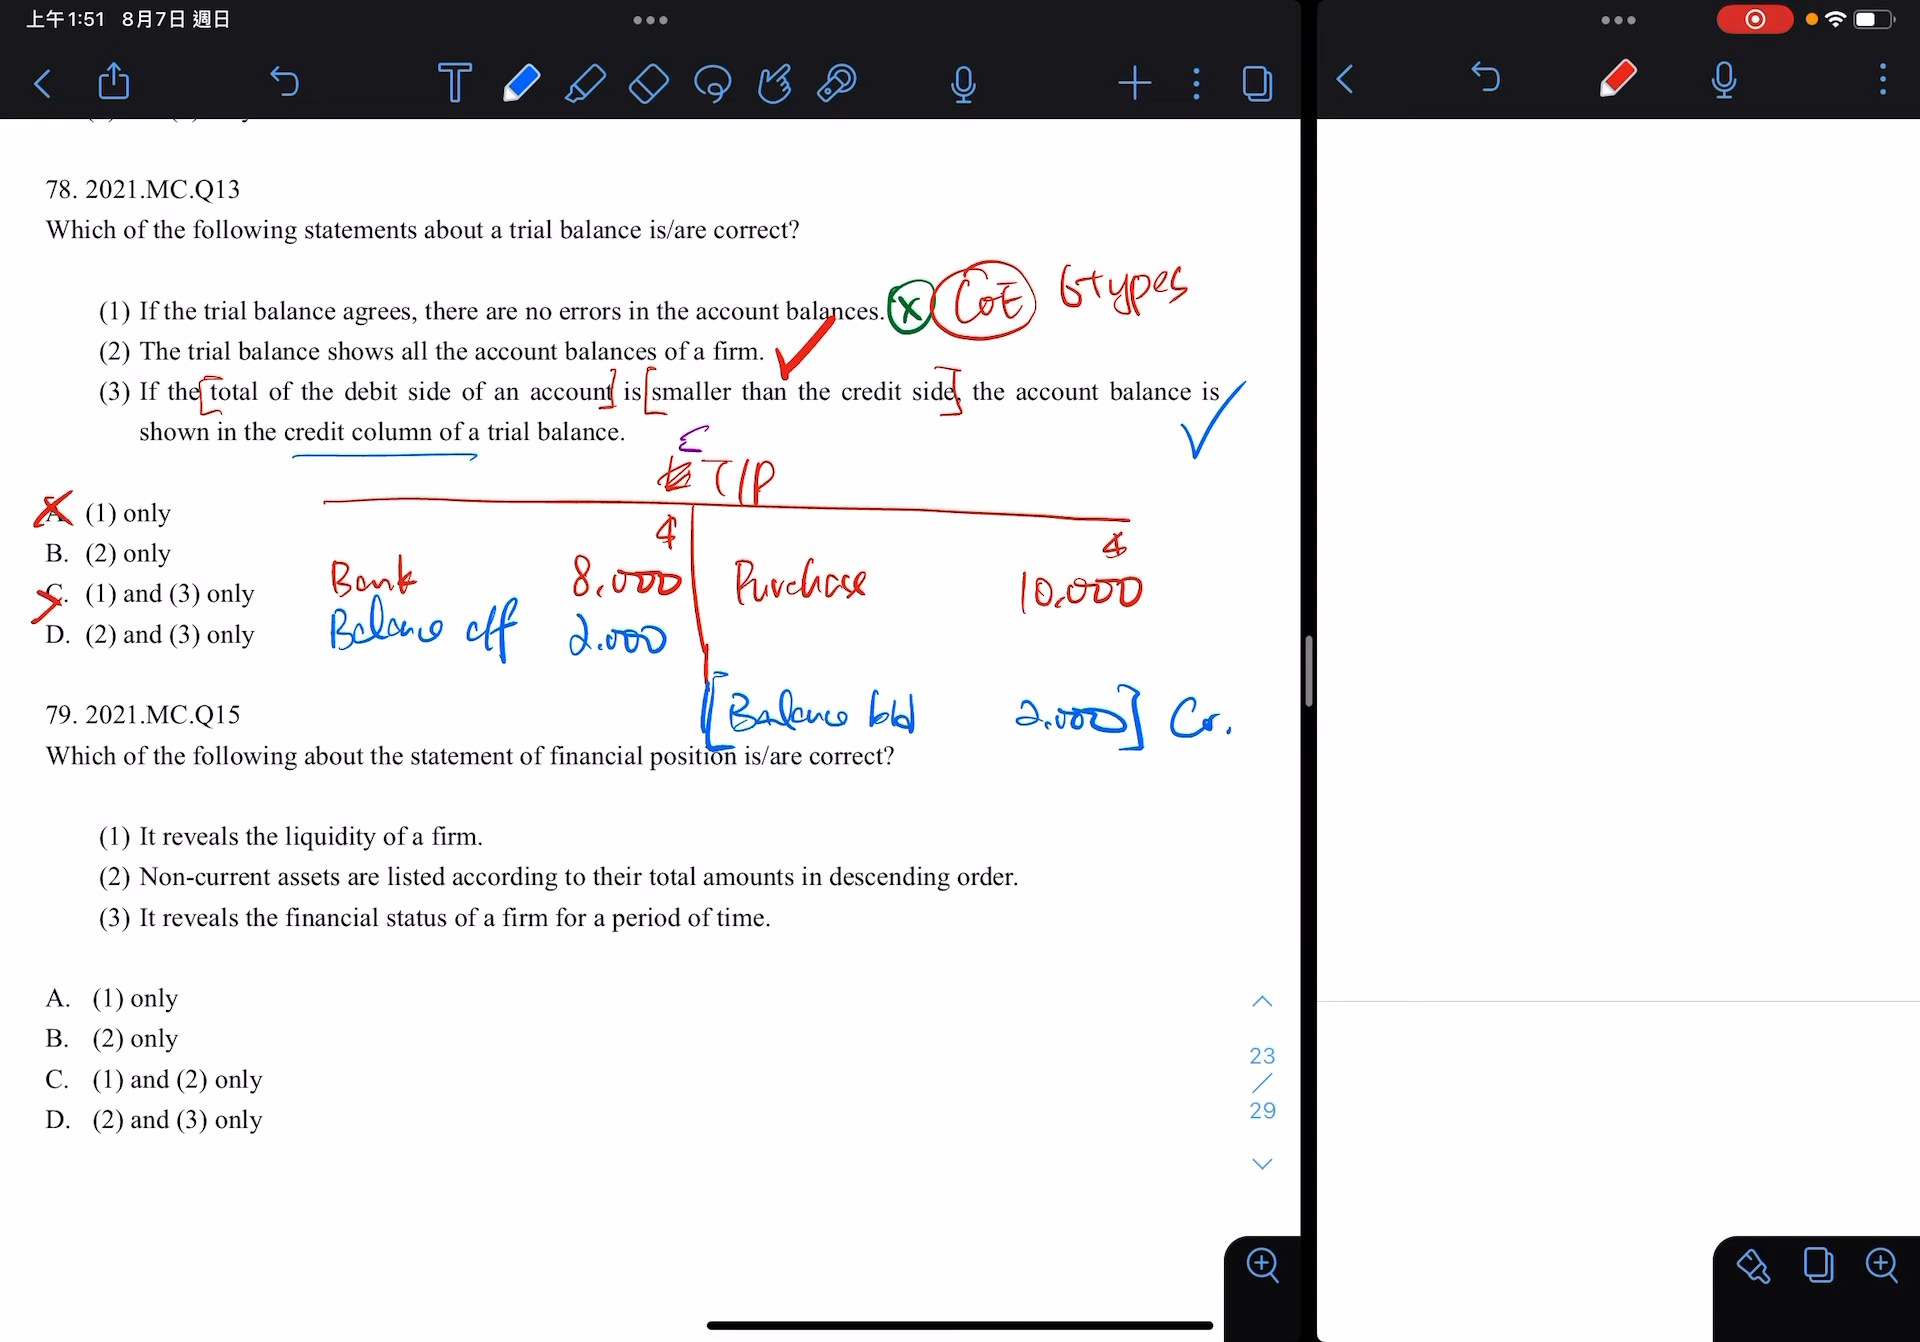 上午1:51 8月7日 週日
78. 2021.MC.Q13
Which of the following statements about a trial balance is/are correct?
(1) If the trial balance agrees, there are no errors in the account balances. X CoE 6 types
(2) The trial balance shows all the account balances of a firm.
(3) If the [total of the debit side of an account] is [smaller than the credit side], the account balance is
shown in the credit column of a trial balance.
T/P
$ $
A. (1) only
B. (2) only
C. (1) and (3) only
D. (2) and (3) only
Bank 8,000 Purchase 10,000
Balance off 2,000
[Balance b/d 2,000] Cr.
79. 2021.MC.Q15
Which of the following about the statement of financial position is/are correct?
(1) It reveals the liquidity of a firm.
(2) Non-current assets are listed according to their total amounts in descending order.
(3) It reveals the financial status of a firm for a period of time.
A. (1) only
B. (2) only
C. (1) and (2) only
D. (2) and (3) only
23
/
29